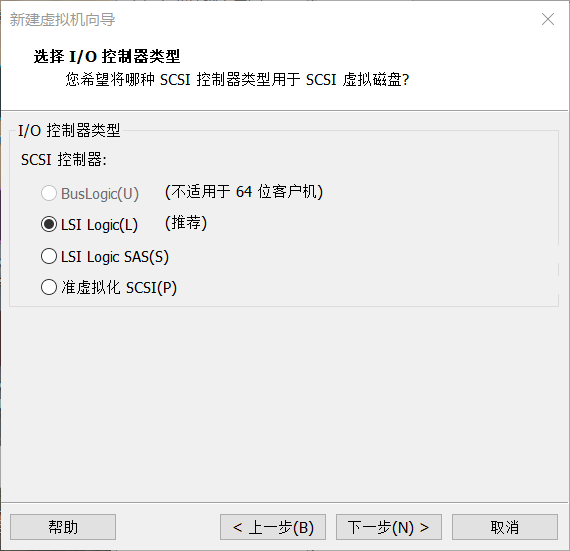 新建虚拟机向导
选择 I/O 控制器类型
您希望将哪种 SCSI 控制器类型用于 SCSI 虚拟磁盘?
I/O 控制器类型
SCSI 控制器:
BusLogic(U) (不适用于 64 位客户机)
LSI Logic(L) (推荐)
LSI Logic SAS(S)
准虚拟化 SCSI(P)
帮助 < 上一步(B) 下一步(N) > 取消